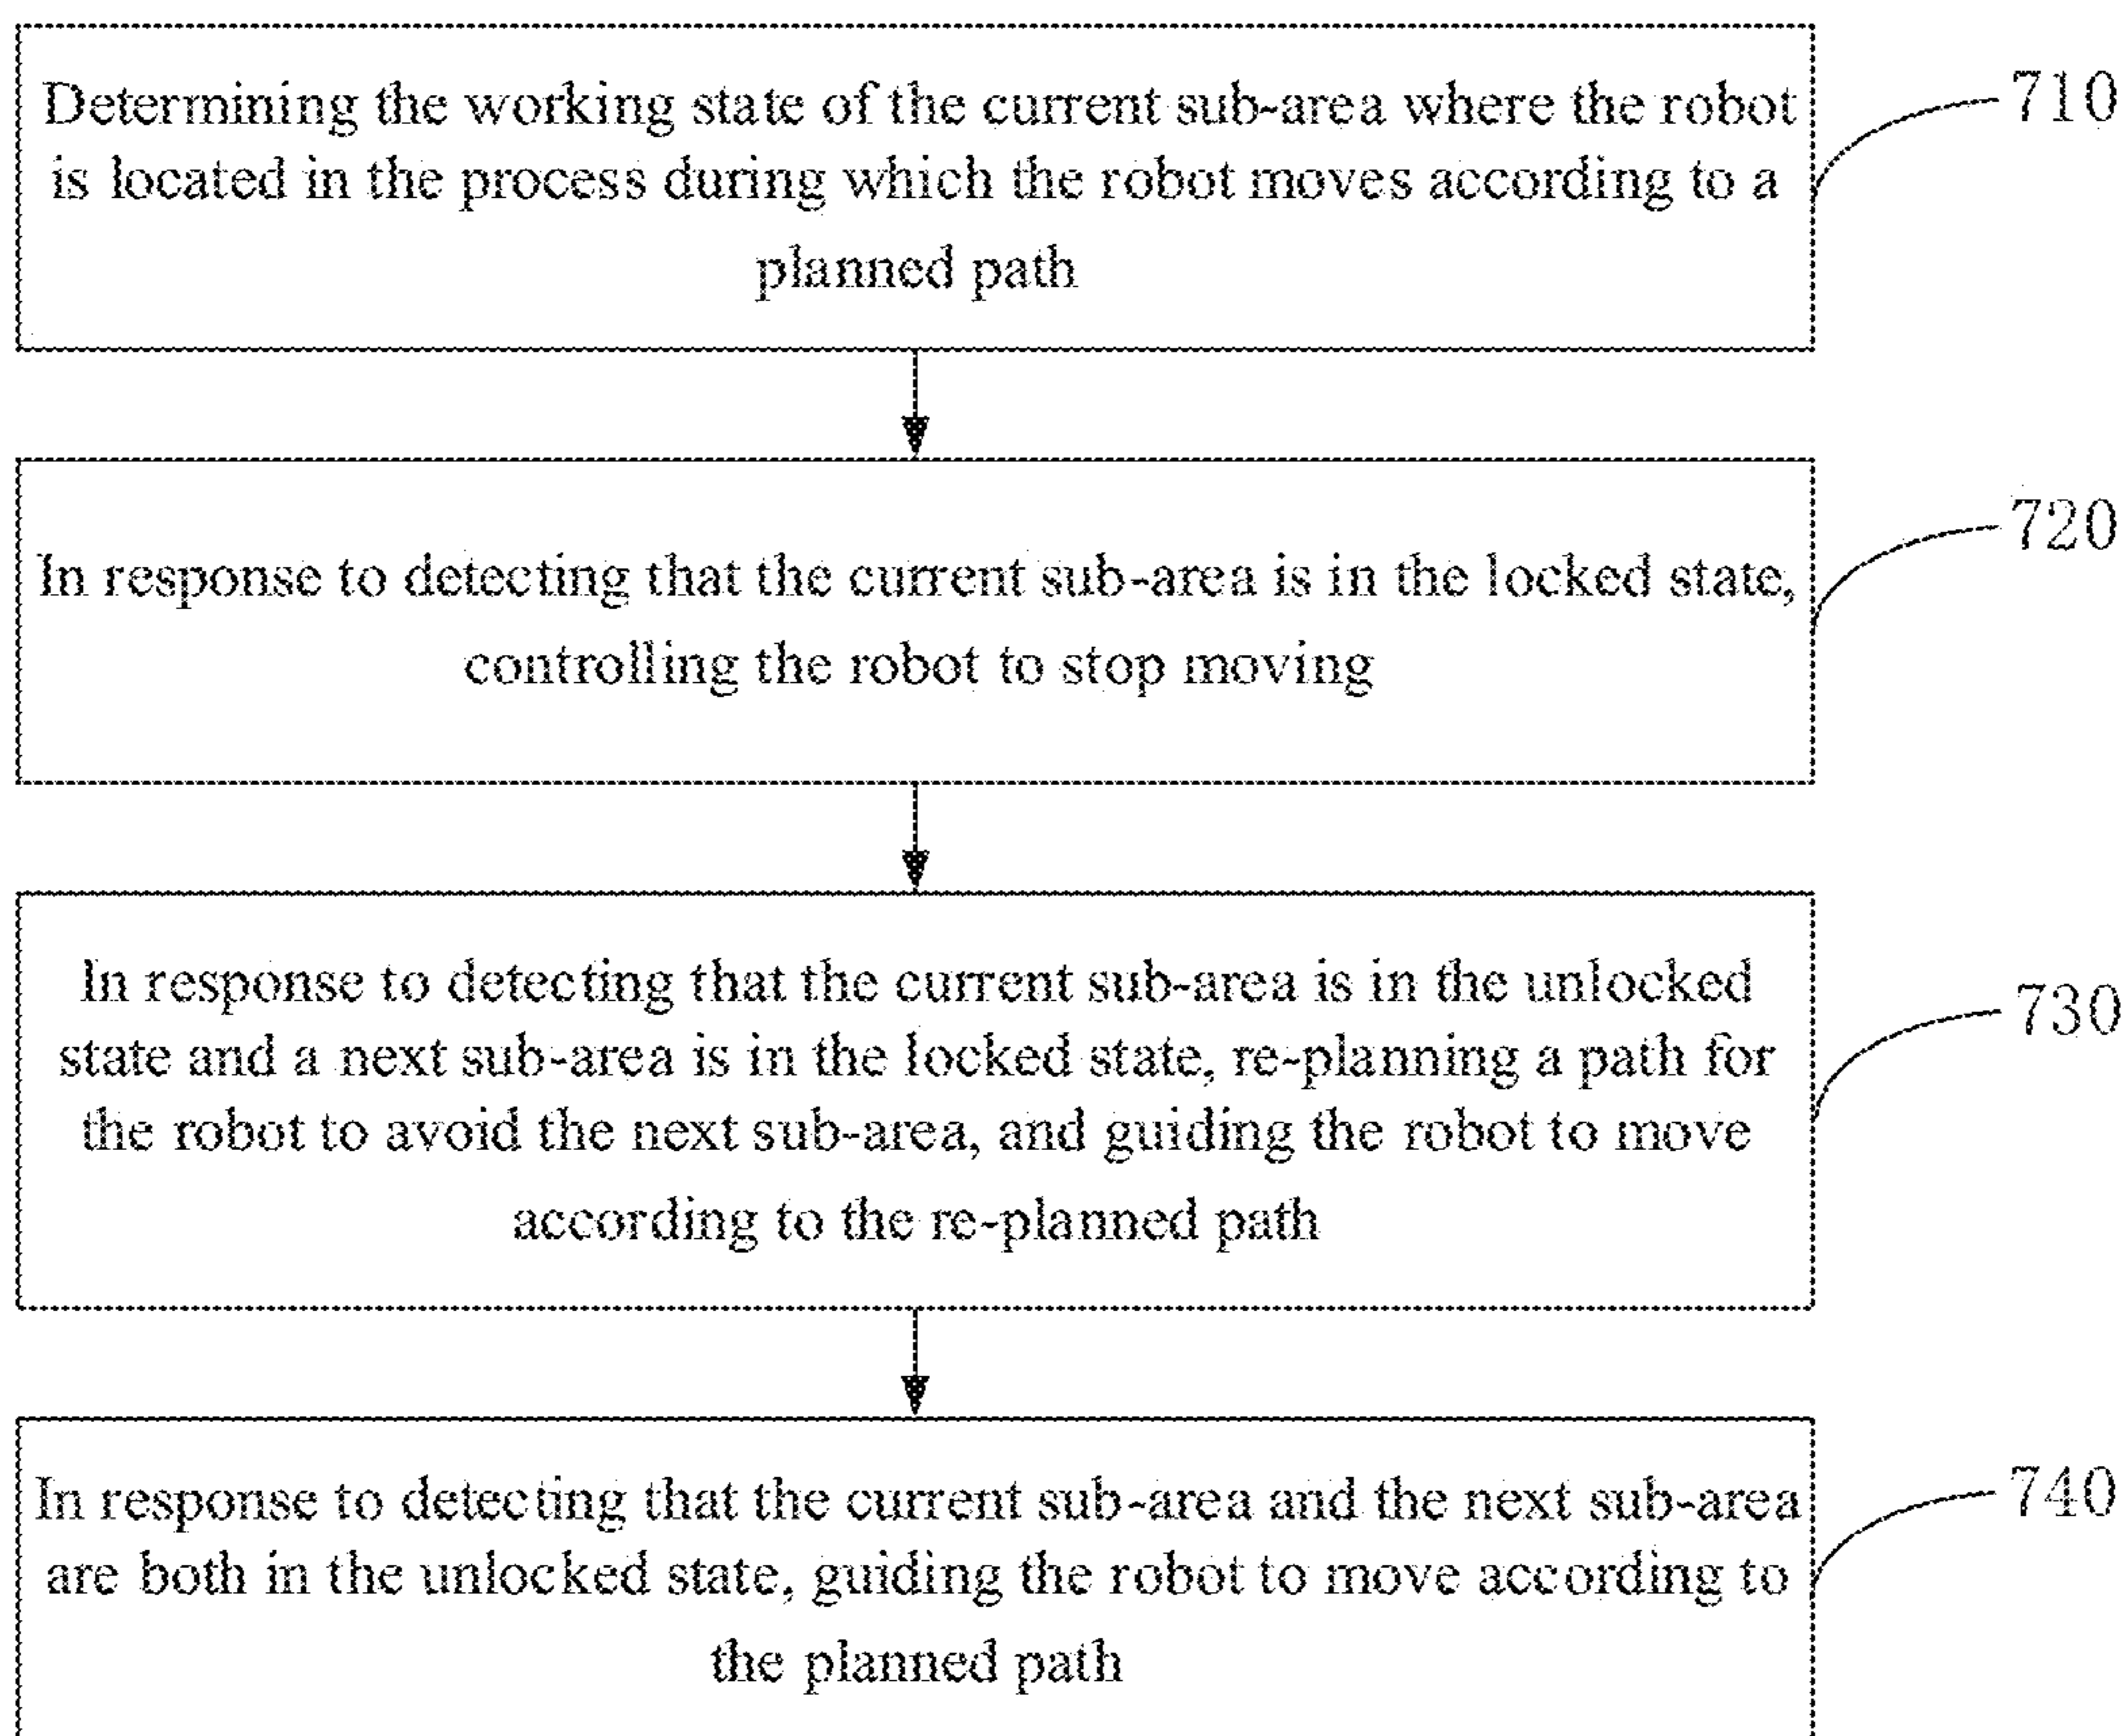 Determining the working state of the current sub-area where the robot
is located in the process during which the robot moves according to a
planned path
710
In response to detecting that the current sub-area is in the locked state,
controlling the robot to stop moving
720
In response to detecting that the current sub-area is in the unlocked
state and a next sub-area is in the locked state, re-planning a path for
the robot to avoid the next sub-area, and guiding the robot to move
according to the re-planned path
730
In response to detecting that the current sub-area and the next sub-area
are both in the unlocked state, guiding the robot to move according to
the planned path
740